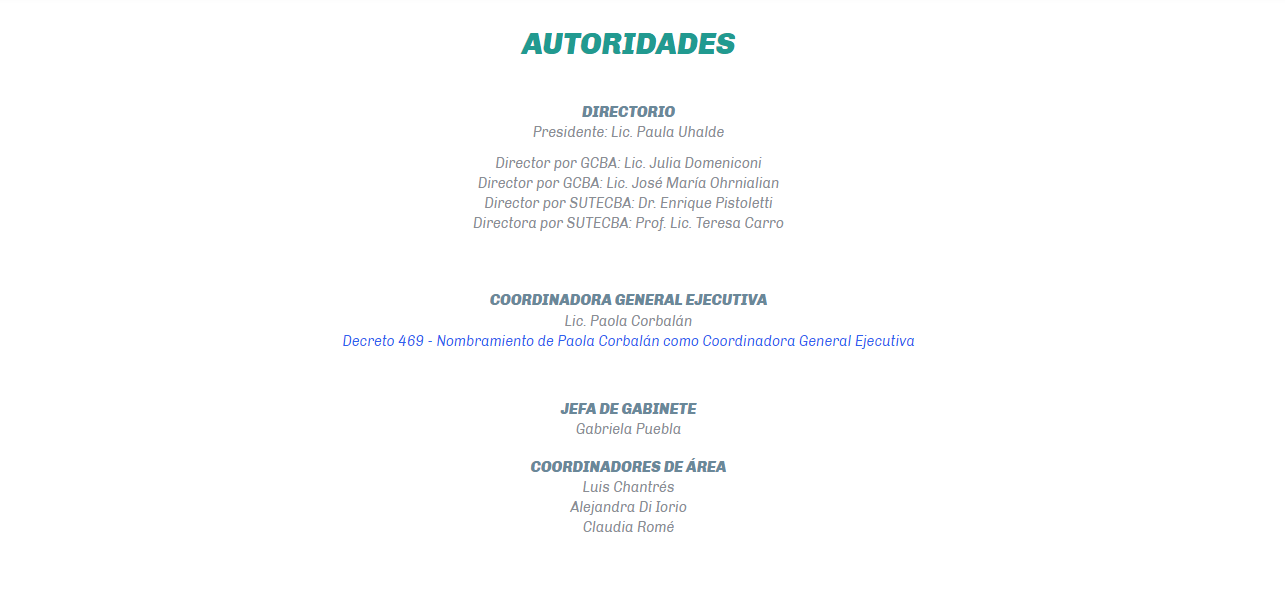 AUTORIDADES
DIRECTORIO
Presidente: Lic. Paula Uhalde
Director por GCBA: Lic. Julia Domeniconi
Director por GCBA: Lic. José María Ohrnialian
Director por SUTECBA: Dr. Enrique Pistoletti
Directora por SUTECBA: Prof. Lic. Teresa Carro
COORDINADORA GENERAL EJECUTIVA
Lic. Paola Corbalán
Decreto 469 - Nombramiento de Paola Corbalán como Coordinadora General Ejecutiva
JEFA DE GABINETE
Gabriela Puebla
COORDINADORES DE ÁREA
Luis Chantrés
Alejandra Di Iorio
Claudia Romé